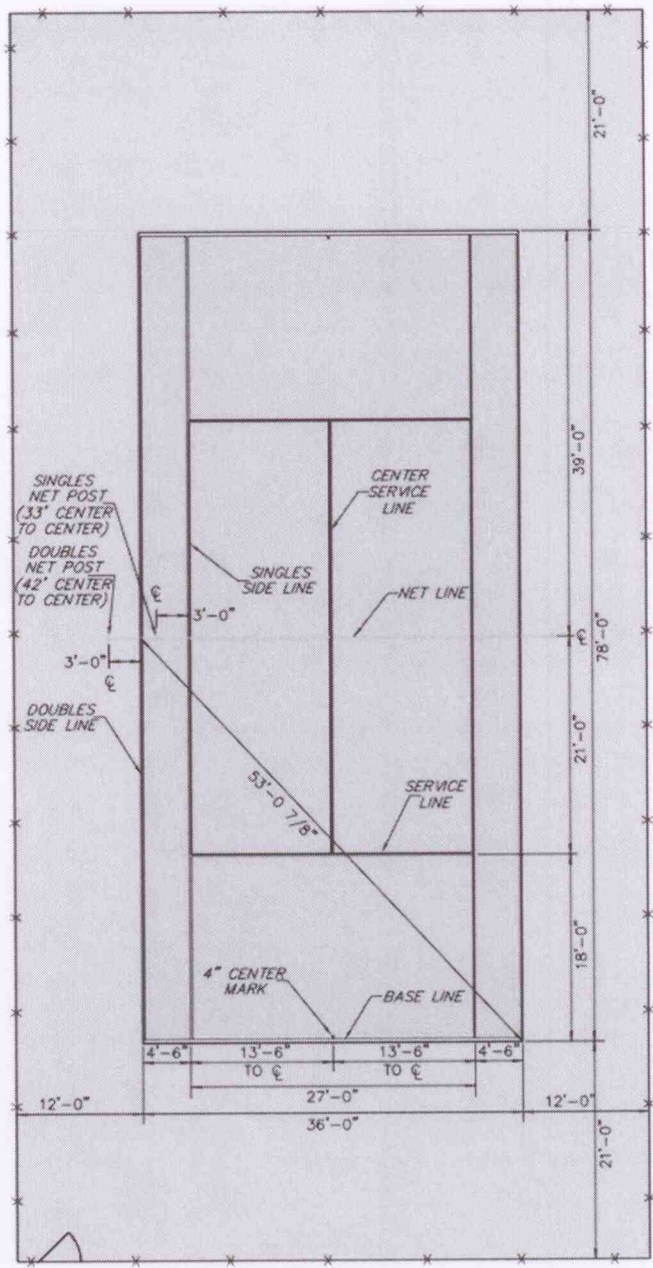 21'-0"
39'-0"
78'-0"
SINGLES
NET POST
(33' CENTER
TO CENTER)
DOUBLES
NET POST
(42' CENTER
TO CENTER)
CENTER
SERVICE
LINE
SINGLES
SIDE LINE
NET LINE
℄
3'-0"
℄
3'-0"
℄
DOUBLES
SIDE LINE
21'-0"
53'-0 7/8"
SERVICE
LINE
18'-0"
4" CENTER
MARK
BASE LINE
4'-6"
13'-6"
TO ℄
13'-6"
TO ℄
4'-6"
27'-0"
12'-0"
36'-0"
12'-0"
21'-0"